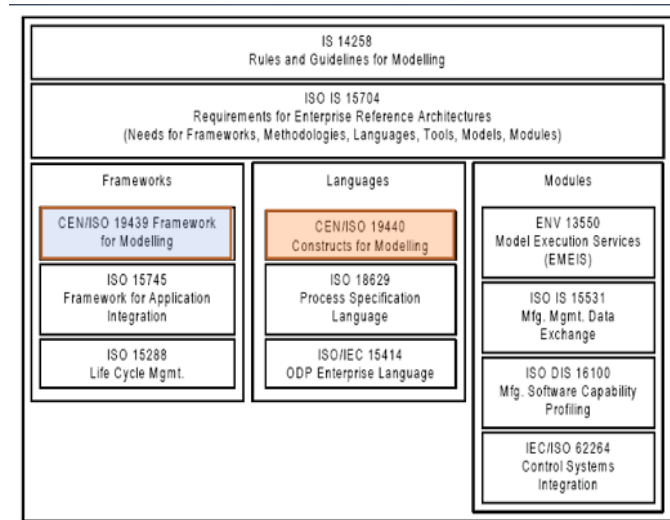 IS 14258
Rules and Guidelines for Modelling
ISO IS 15704
Requirements for Enterprise Reference Architectures
(Needs for Frameworks, Methodologies, Languages, Tools, Models, Modules)
Frameworks
CEN/ISO 19439 Framework
for Modelling
ISO 15745
Framework for Application
Integration
ISO 15288
Life Cycle Mgmt.
Languages
CEN/ISO 19440
Constructs for Modelling
ISO 18629
Process Specification
Language
ISO/IEC 15414
ODP Enterprise Language
Modules
ENV 13550
Model Execution Services
(EMEIS)
ISO IS 15531
Mfg. Mgmt. Data
Exchange
ISO DIS 16100
Mfg. Software Capability
Profiling
IEC/ISO 62264
Control Systems
Integration